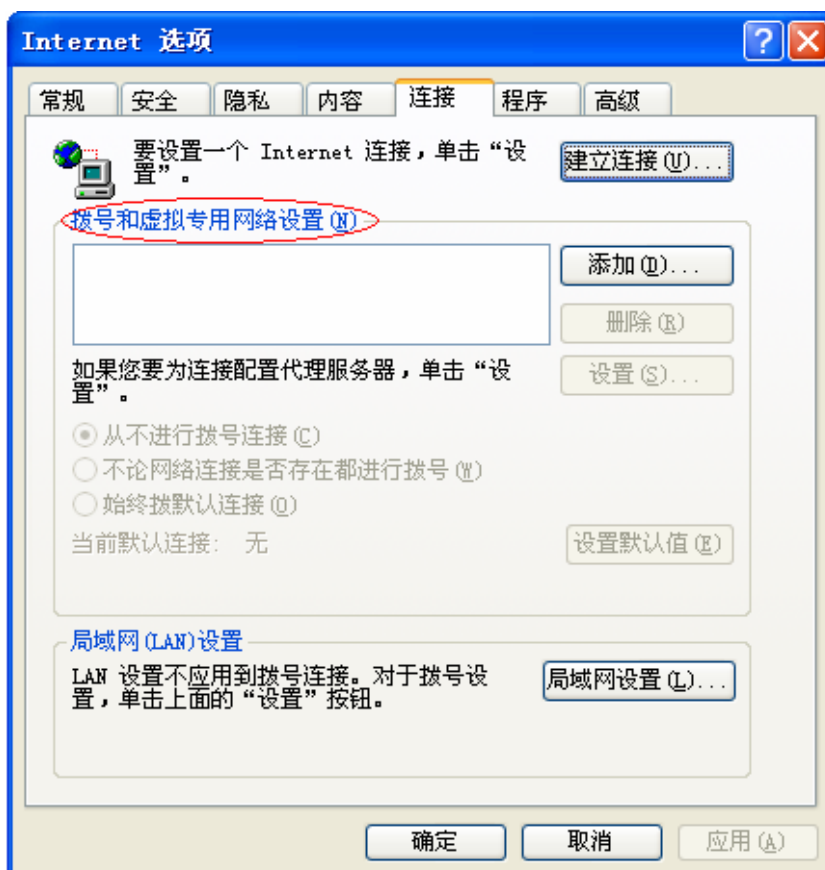 Internet 选项
常规 安全 隐私 内容 连接 程序 高级
要设置一个 Internet 连接，单击“设
置”。
建立连接(U)...
拨号和虚拟专用网络设置(N)
添加(D)...
删除(R)
如果您要为连接配置代理服务器，单击“设
置”。
设置(S)...
从不进行拨号连接(C)
不论网络连接是否存在都进行拨号(W)
始终拨默认连接(O)
当前默认连接: 无
设置默认值(E)
局域网(LAN)设置
LAN 设置不应用到拨号连接。对于拨号设
置，单击上面的“设置”按钮。
局域网设置(L)...
确定 取消 应用(A)